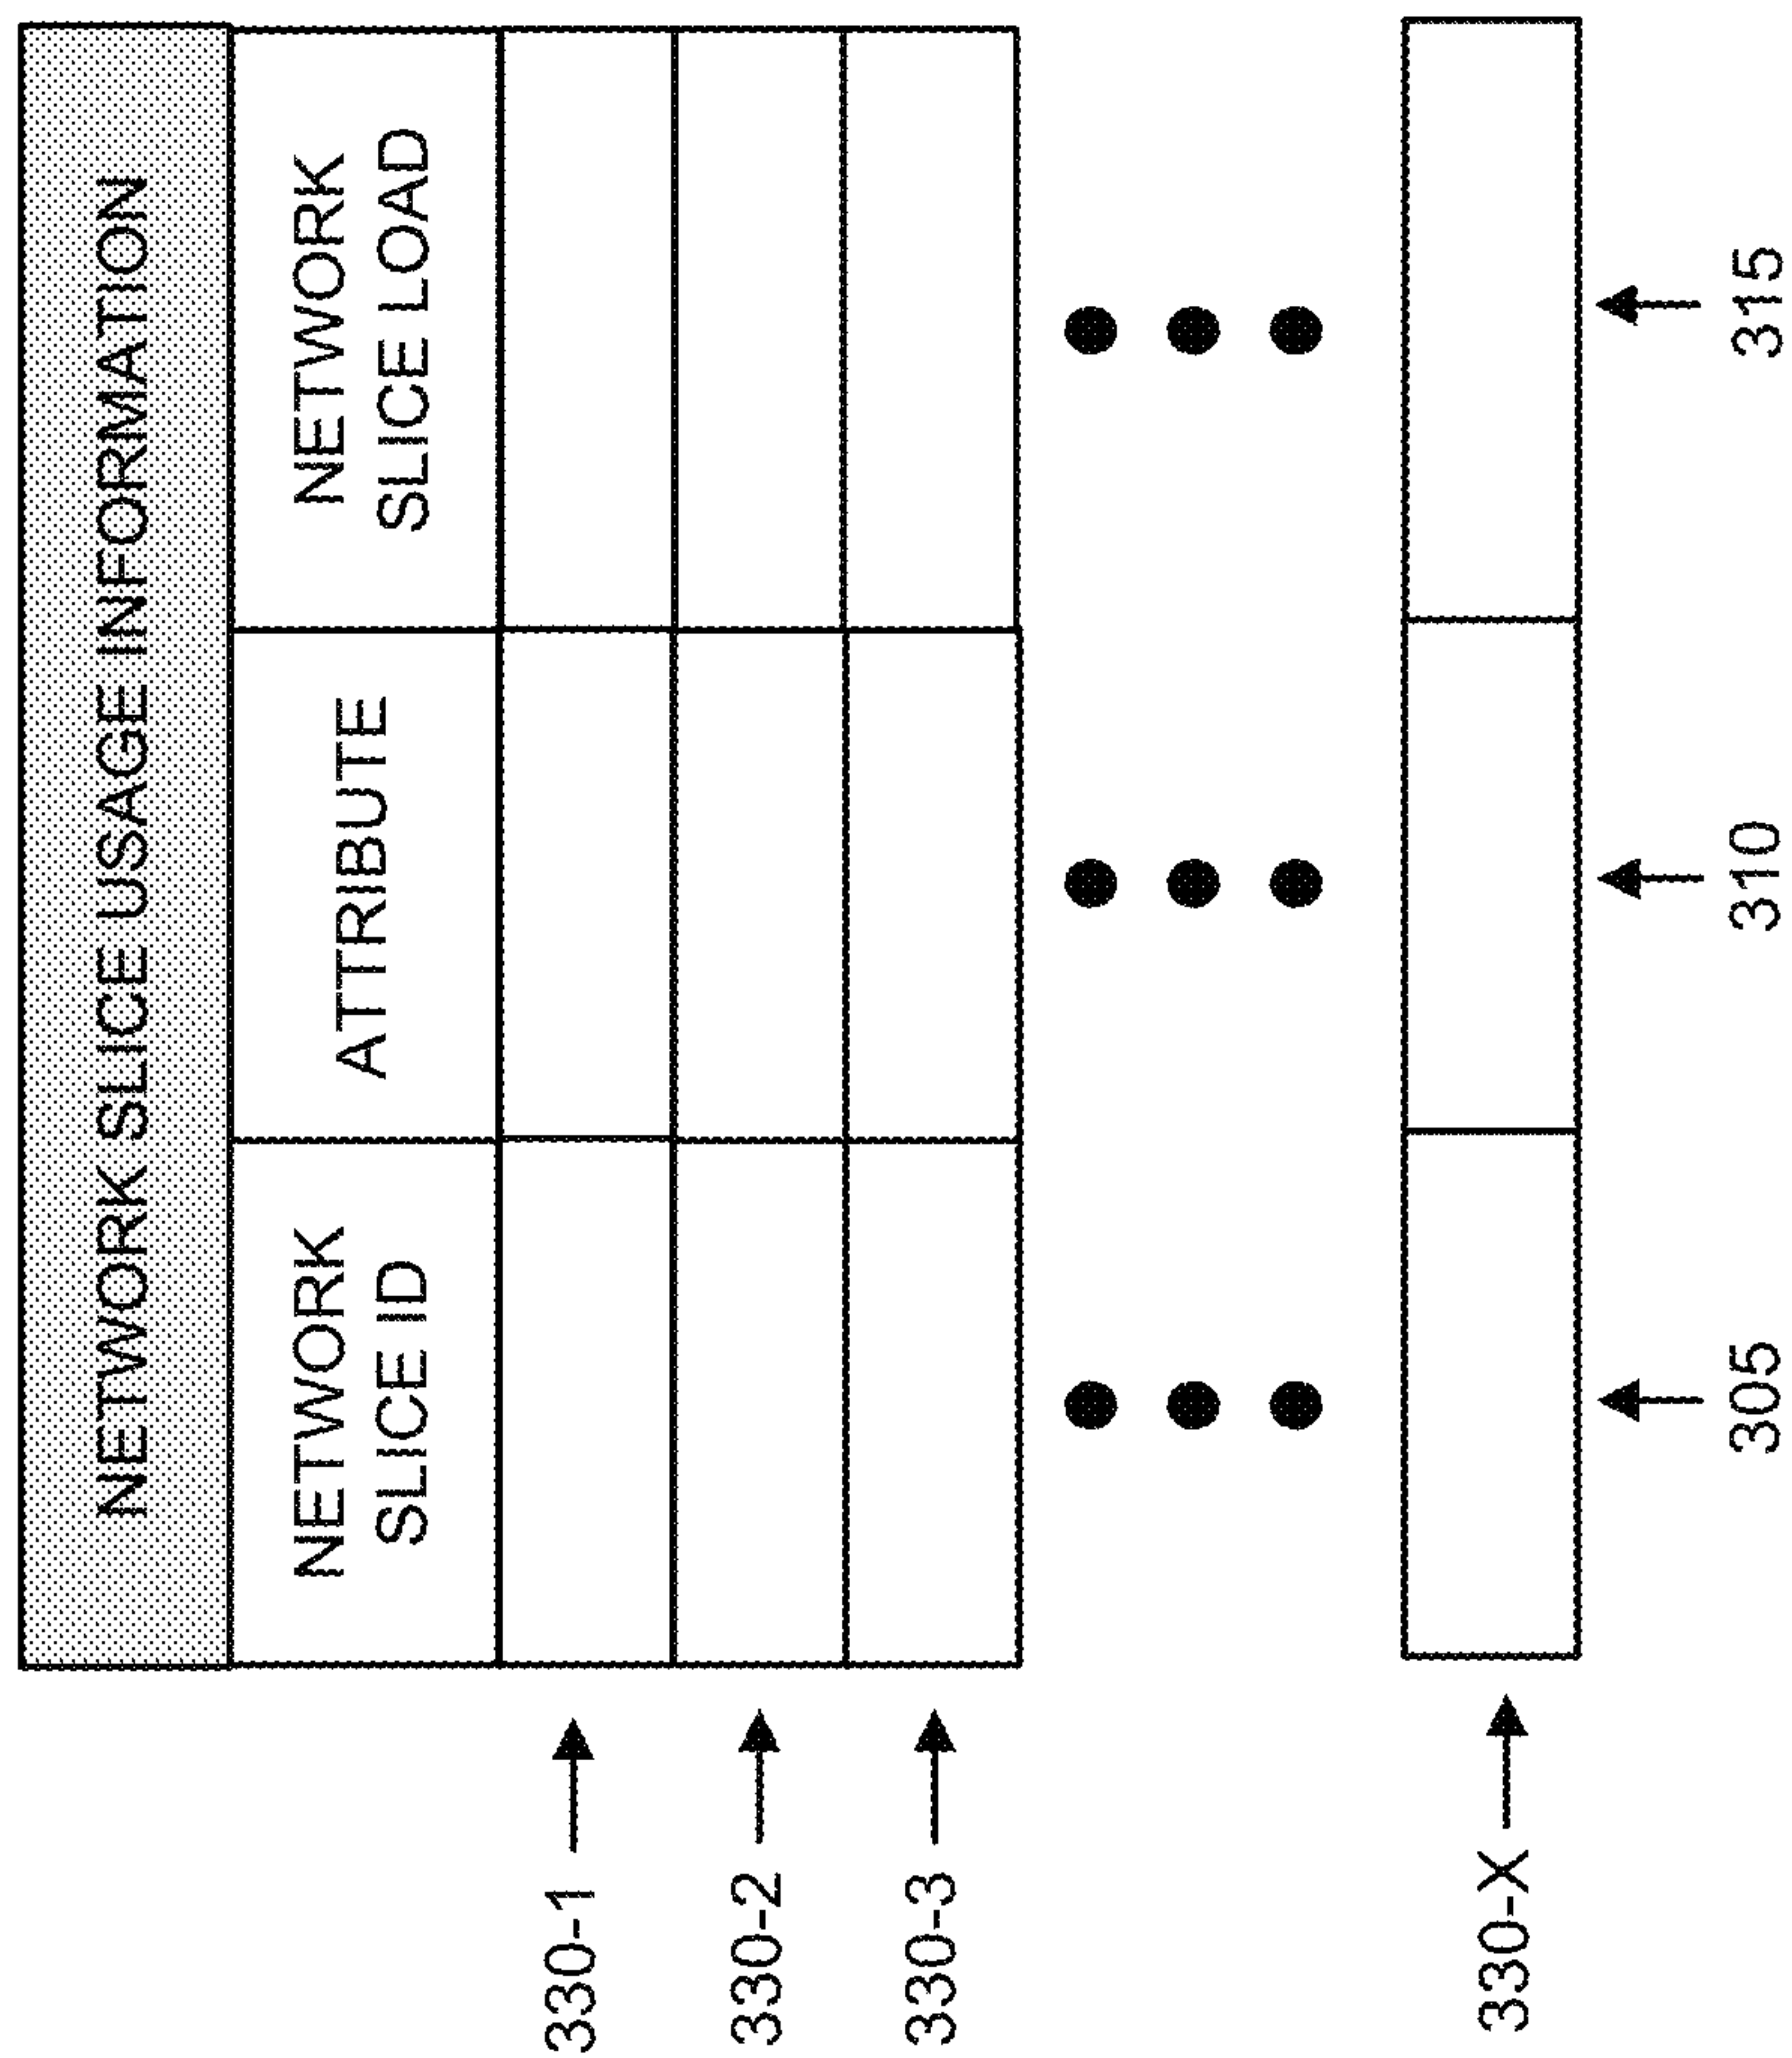 NETWORK SLICE USAGE INFORMATION
NETWORK
SLICE ID
ATTRIBUTE
NETWORK
SLICE LOAD
330-1
330-2
330-3
330-X
305
310
315